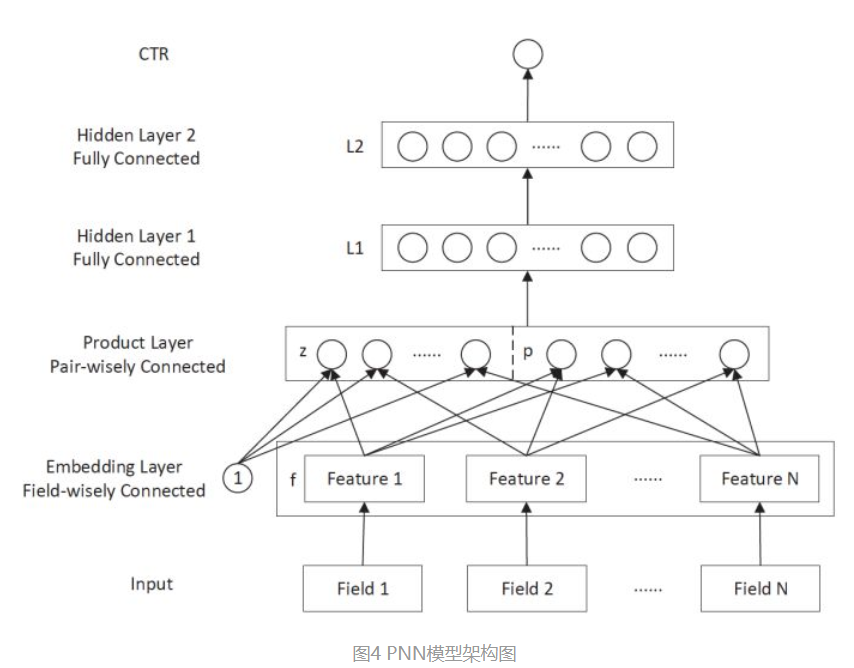 CTR
Hidden Layer 2
Fully Connected
L2
......
Hidden Layer 1
Fully Connected
L1
......
Product Layer
Pair-wisely Connected
z
......
p
......
Embedding Layer
Field-wisely Connected
1
f
Feature 1
Feature 2
......
Feature N
Input
Field 1
Field 2
......
Field N
图4 PNN模型架构图